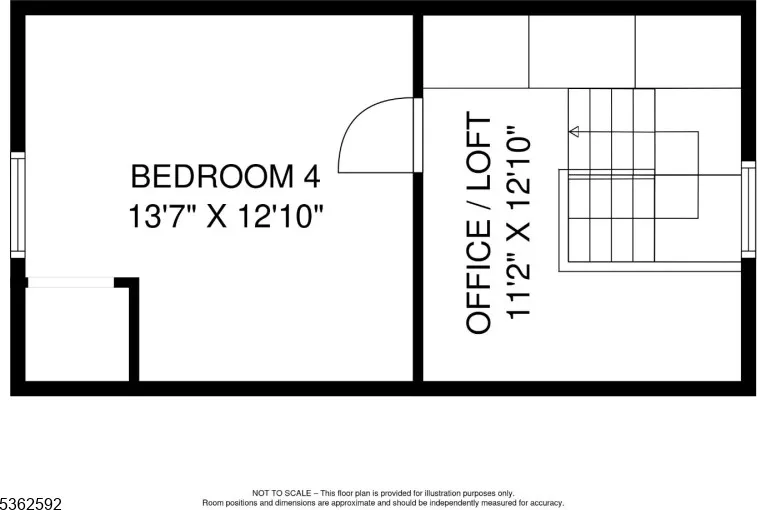 BEDROOM 4
13'7" X 12'10"
OFFICE / LOFT
11'2" X 12'10"
NOT TO SCALE – This floor plan is provided for illustration purposes only.
Room positions and dimensions are approximate and should be independently measured for accuracy.
5362592